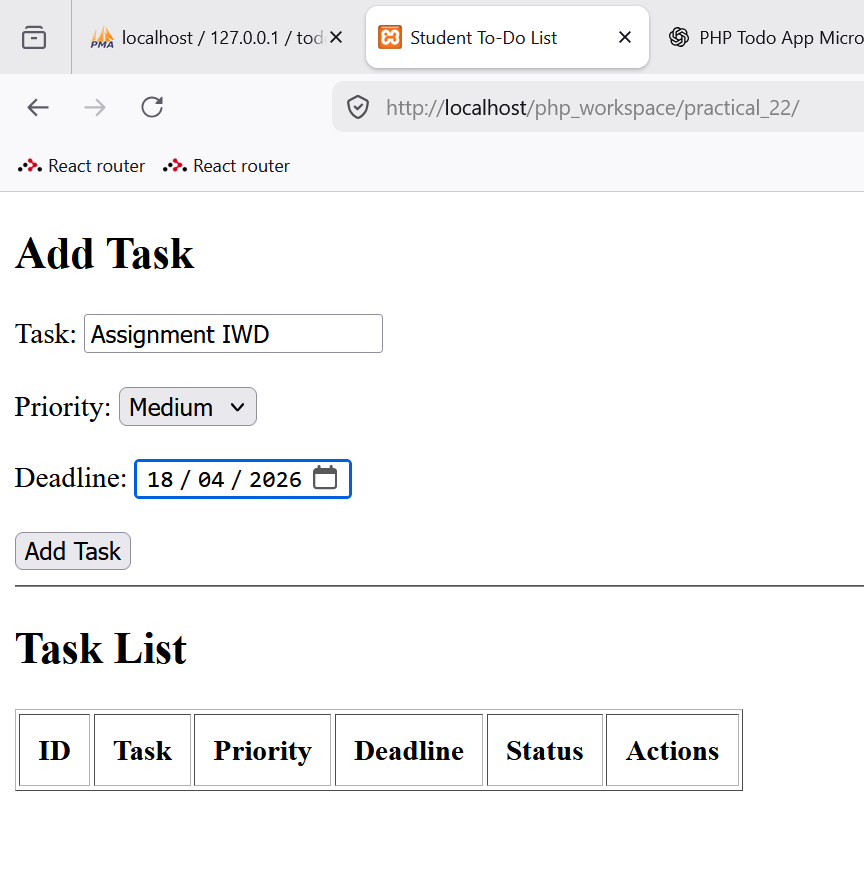 PMA localhost / 127.0.0.1 / tod Student To-Do List PHP Todo App Micro
http://localhost/php_workspace/practical_22/
React router React router
Add Task
Task: Assignment IWD
Priority: Medium
Deadline: 18 / 04 / 2026
Add Task
Task List
ID Task Priority Deadline Status Actions